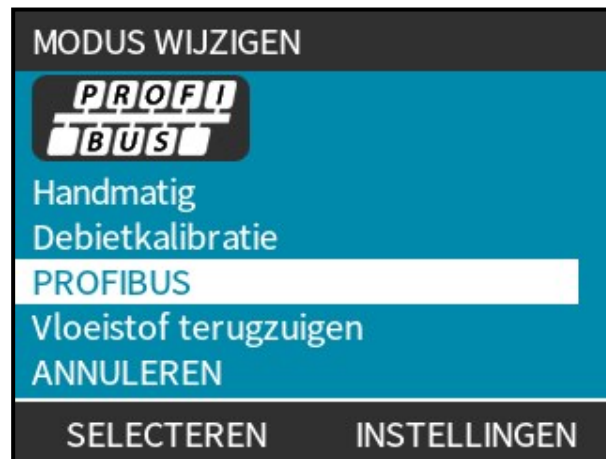 MODUS WIJZIGEN
PROFI
BUS
Handmatig
Debietkalibratie
PROFIBUS
Vloeistof terugzuigen
ANNULEREN
SELECTEREN INSTELLINGEN